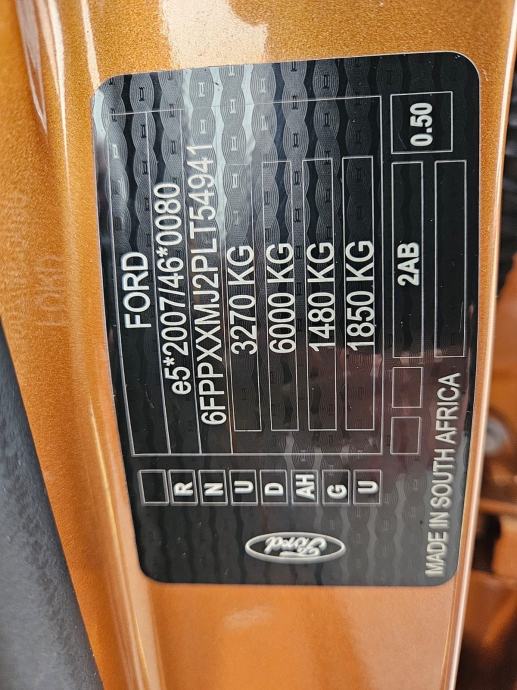 FORD
e5*2007/46*0080
6FPPXXMJ2PLT54941
3270 KG
6000 KG
1480 KG
1850 KG
2AB 0.50
R
N
U
D
AH
G
U
Ford
MADE IN SOUTH AFRICA